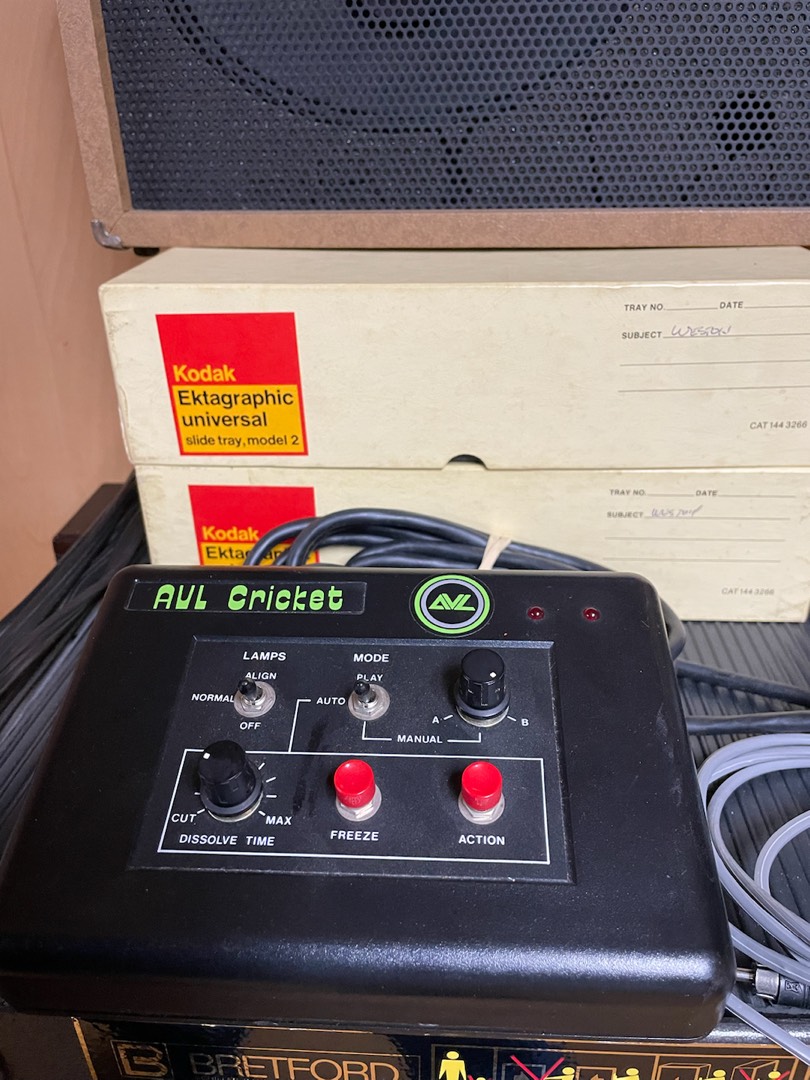 TRAY NO. DATE
SUBJECT WESTON
Kodak
Ektagraphic
universal
slide tray, model 2
CAT 144 3266
TRAY NO. DATE
SUBJECT
Kodak
CAT 144 3266
AVL Cricket
AVL
LAMPS
MODE
ALIGN
PLAY
NORMAL
AUTO
OFF
A
B
MANUAL
CUT
MAX
DISSOLVE TIME
FREEZE
ACTION
B BRETFORD